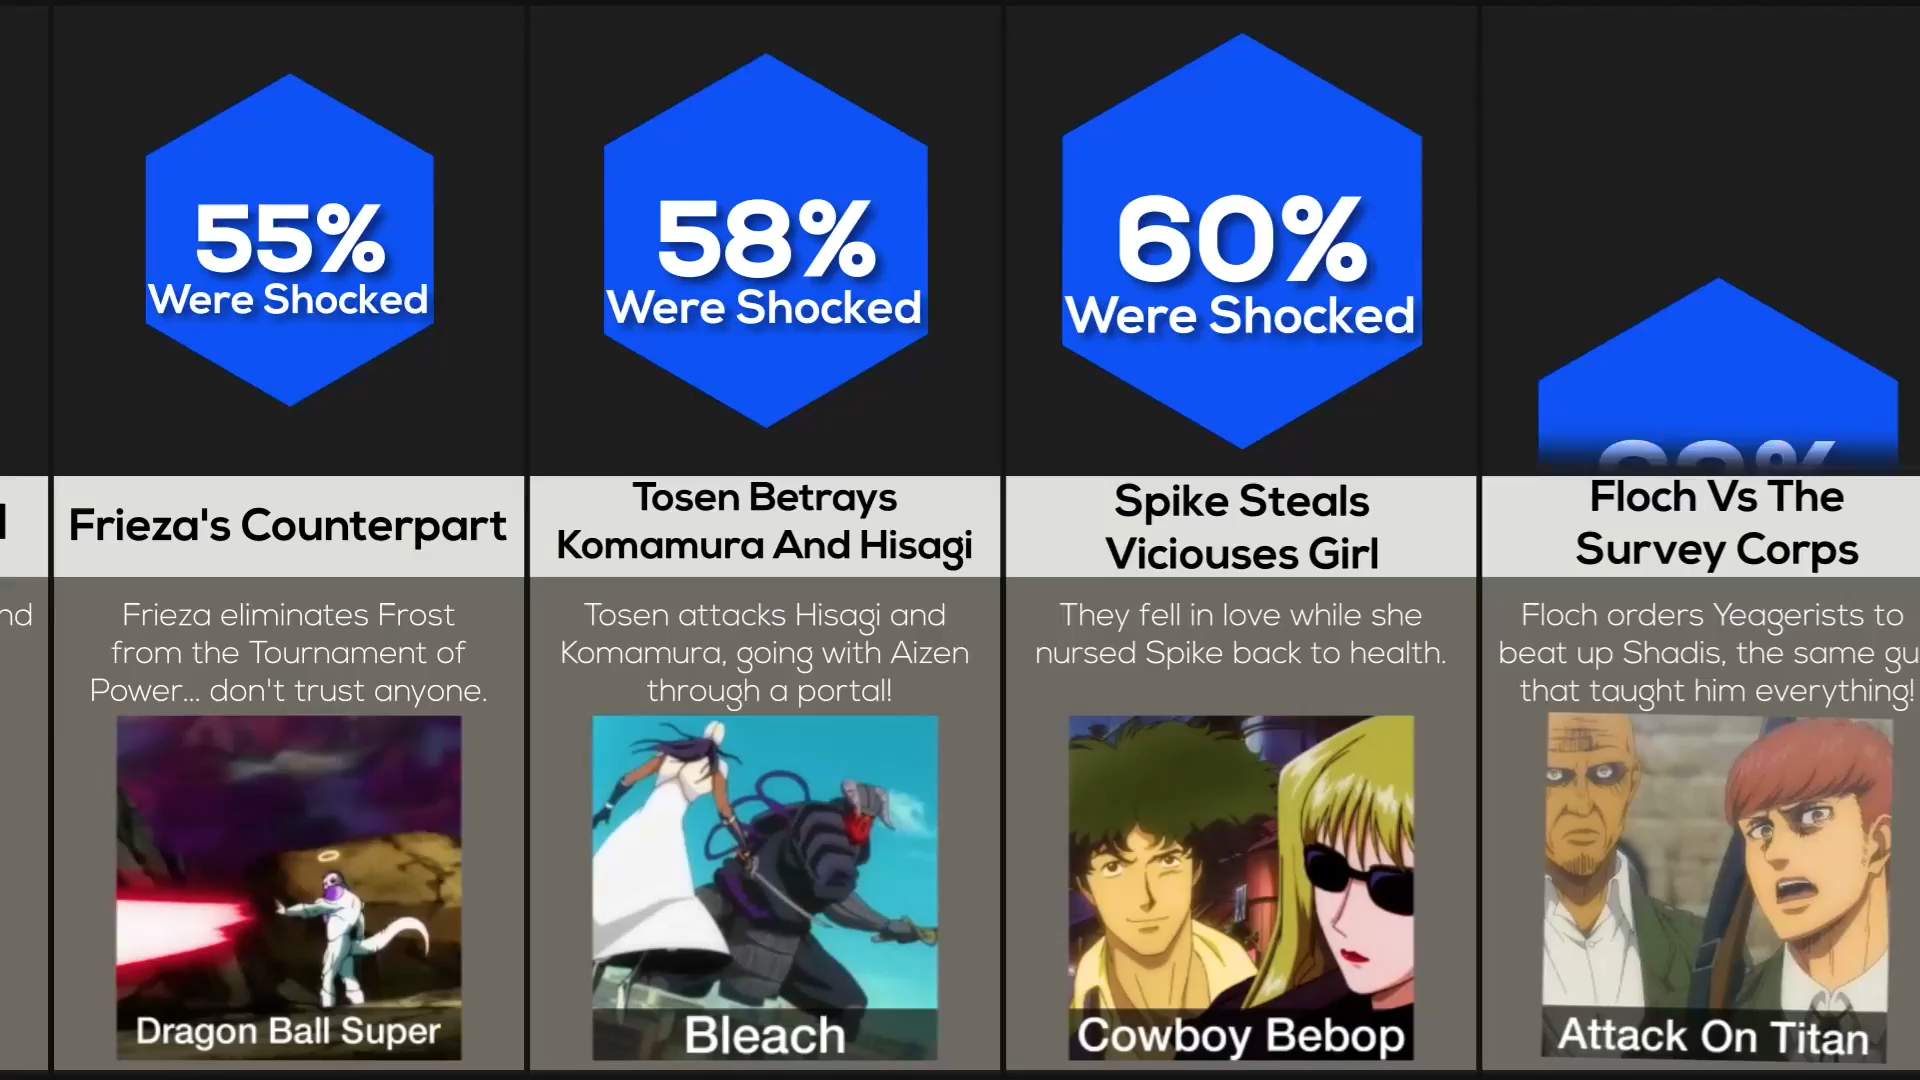 nd
55%
Were Shocked
Frieza's Counterpart
Frieza eliminates Frost
from the Tournament of
Power... don't trust anyone.
Dragon Ball Super
58%
Were Shocked
Tosen Betrays
Komamura And Hisagi
Tosen attacks Hisagi and
Komamura, going with Aizen
through a portal!
Bleach
60%
Were Shocked
Spike Steals
Viciouses Girl
They fell in love while she
nursed Spike back to health.
Cowboy Bebop
Floch Vs The
Survey Corps
Floch orders Yeagerists to
beat up Shadis, the same gu
that taught him everything!
Attack On Titan